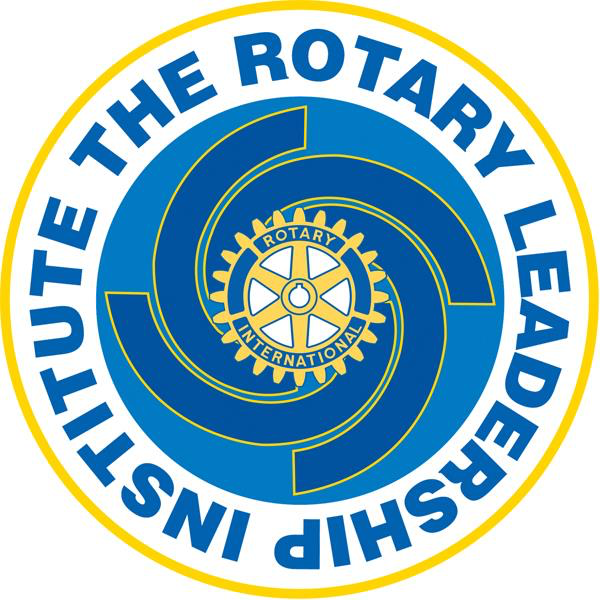 THE ROTARY LEADERSHIP INSTITUTE
ROTARY
INTERNATIONAL